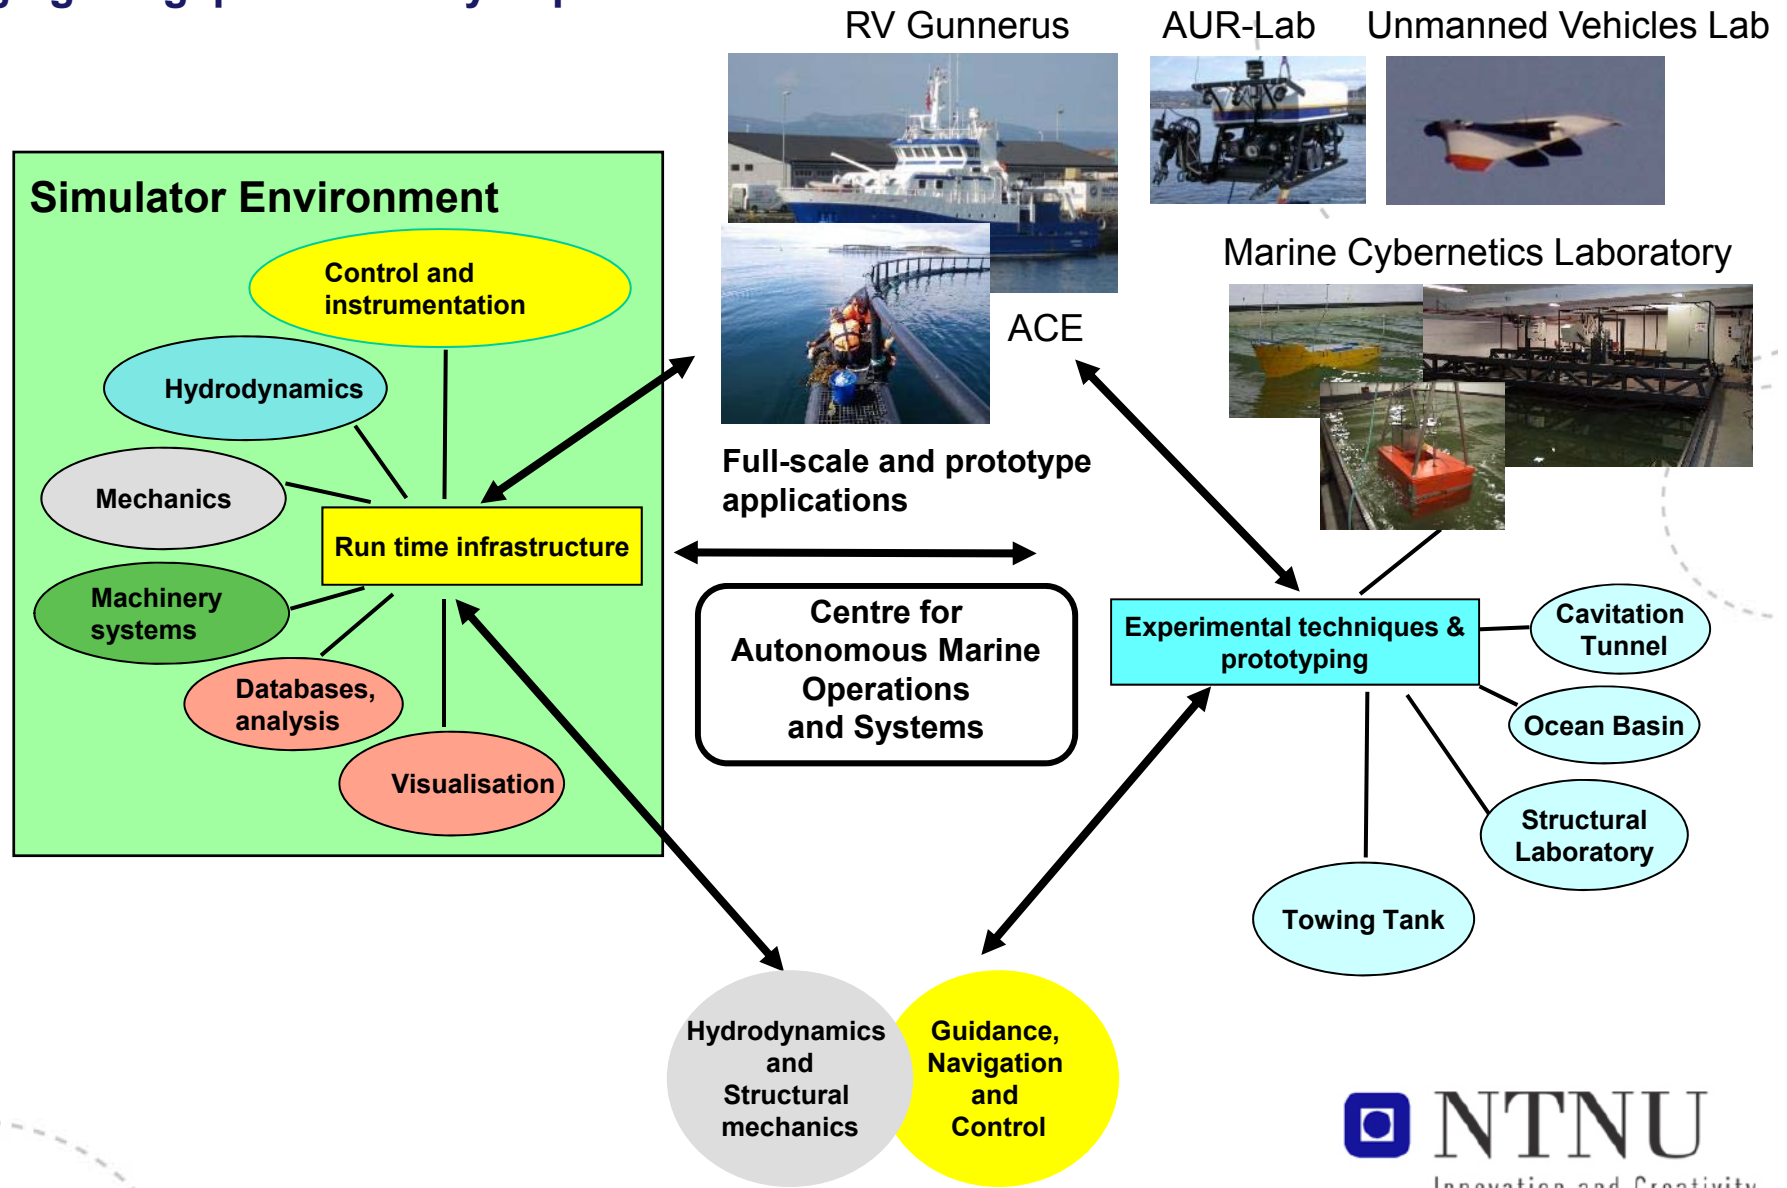 RV Gunnerus
AUR-Lab
Unmanned Vehicles Lab
Simulator Environment
Control and
instrumentation
Hydrodynamics
Mechanics
Run time infrastructure
Machinery
systems
Databases,
analysis
Visualisation
ACE
Full-scale and prototype
applications
Marine Cybernetics Laboratory
Centre for
Autonomous Marine
Operations
and Systems
Experimental techniques &
prototyping
Cavitation
Tunnel
Ocean Basin
Structural
Laboratory
Towing Tank
Hydrodynamics
and
Structural
mechanics
Guidance,
Navigation
and
Control
NTNU
Innovation and Creativity